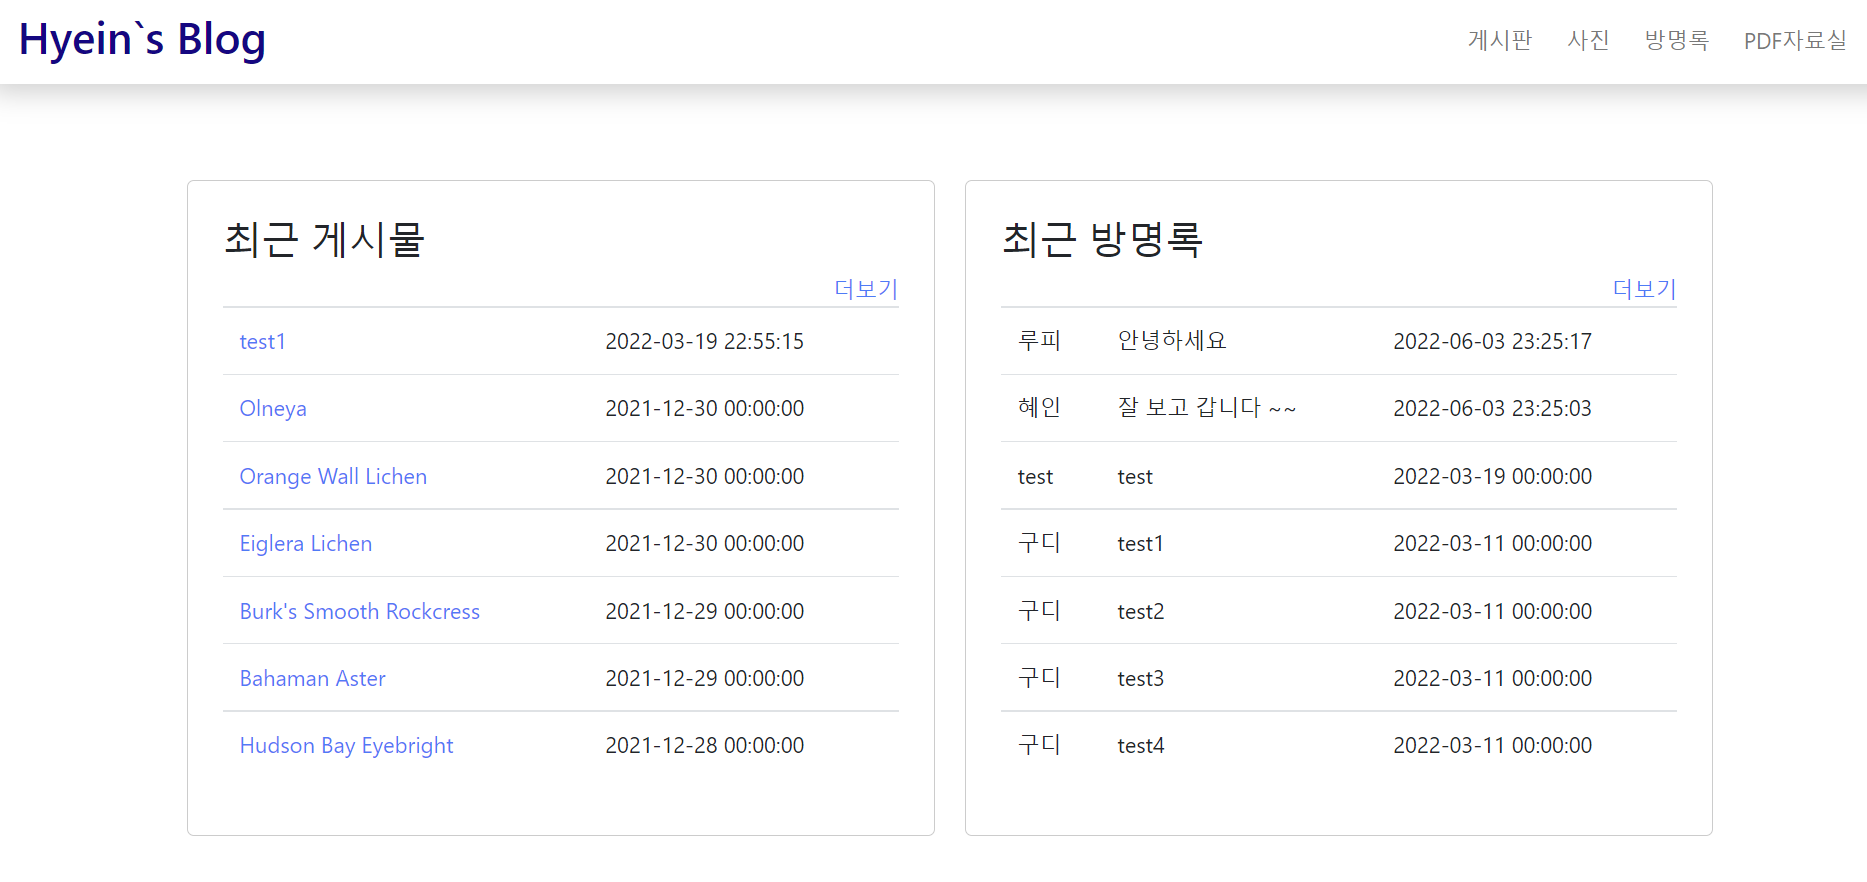 Hyein`s Blog
게시판 사진 방명록 PDF자료실
최근 게시물
더보기
test1 2022-03-19 22:55:15
Olneya 2021-12-30 00:00:00
Orange Wall Lichen 2021-12-30 00:00:00
Eiglera Lichen 2021-12-30 00:00:00
Burk's Smooth Rockcress 2021-12-29 00:00:00
Bahaman Aster 2021-12-29 00:00:00
Hudson Bay Eyebright 2021-12-28 00:00:00
최근 방명록
더보기
루피 안녕하세요 2022-06-03 23:25:17
혜인 잘 보고 갑니다 ~~ 2022-06-03 23:25:03
test test 2022-03-19 00:00:00
구디 test1 2022-03-11 00:00:00
구디 test2 2022-03-11 00:00:00
구디 test3 2022-03-11 00:00:00
구디 test4 2022-03-11 00:00:00